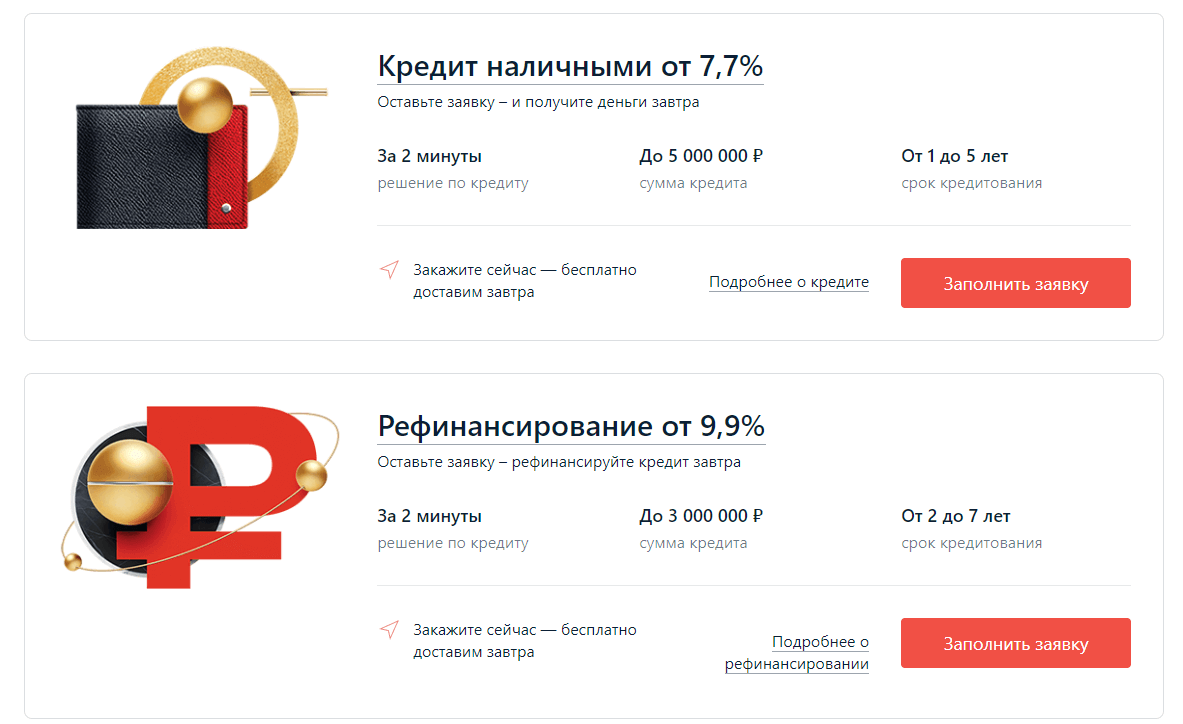 Кредит наличными от 7,7%
Оставьте заявку – и получите деньги завтра
За 2 минуты
решение по кредиту
До 5 000 000 ₽
сумма кредита
От 1 до 5 лет
срок кредитования
Закажите сейчас — бесплатно
доставим завтра
Подробнее о кредите
Заполнить заявку
Рефинансирование от 9,9%
Оставьте заявку – рефинансируйте кредит завтра
За 2 минуты
решение по кредиту
До 3 000 000 ₽
сумма кредита
От 2 до 7 лет
срок кредитования
Закажите сейчас — бесплатно
доставим завтра
Подробнее о
рефинансировании
Заполнить заявку